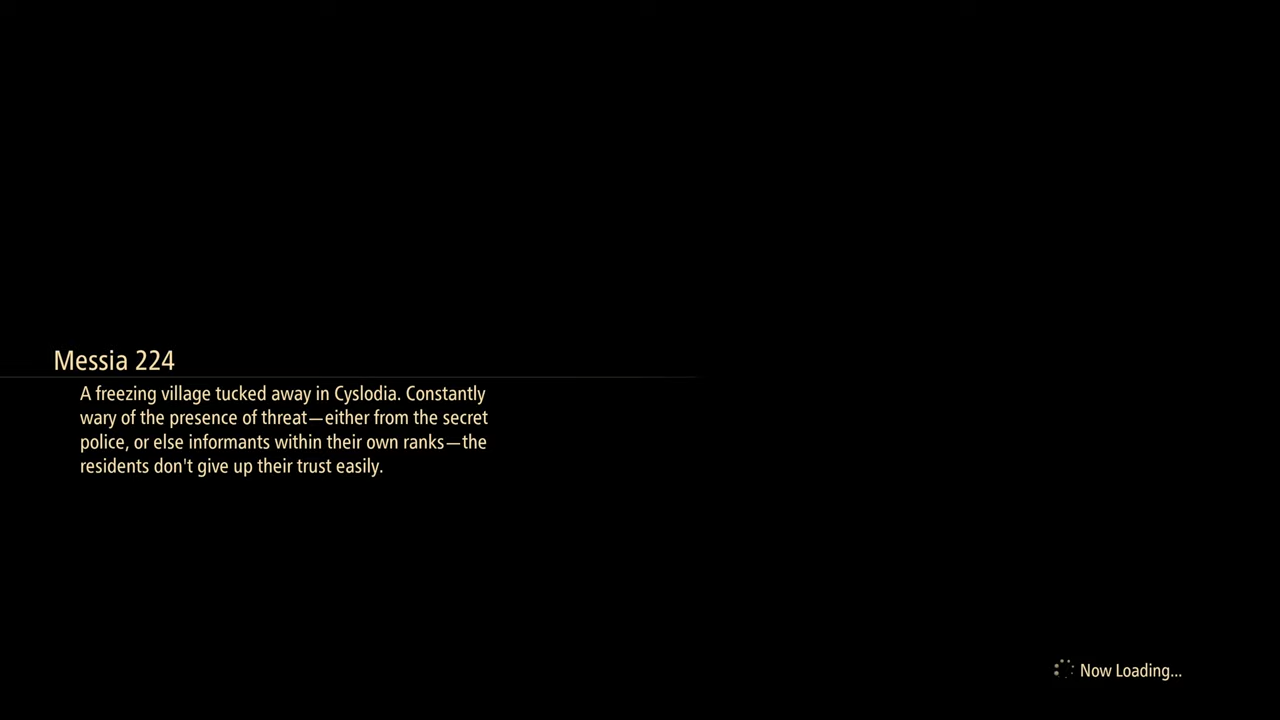 Messia 224
A freezing village tucked away in Cyslodia. Constantly
wary of the presence of threat—either from the secret
police, or else informants within their own ranks—the
residents don't give up their trust easily.
Now Loading...